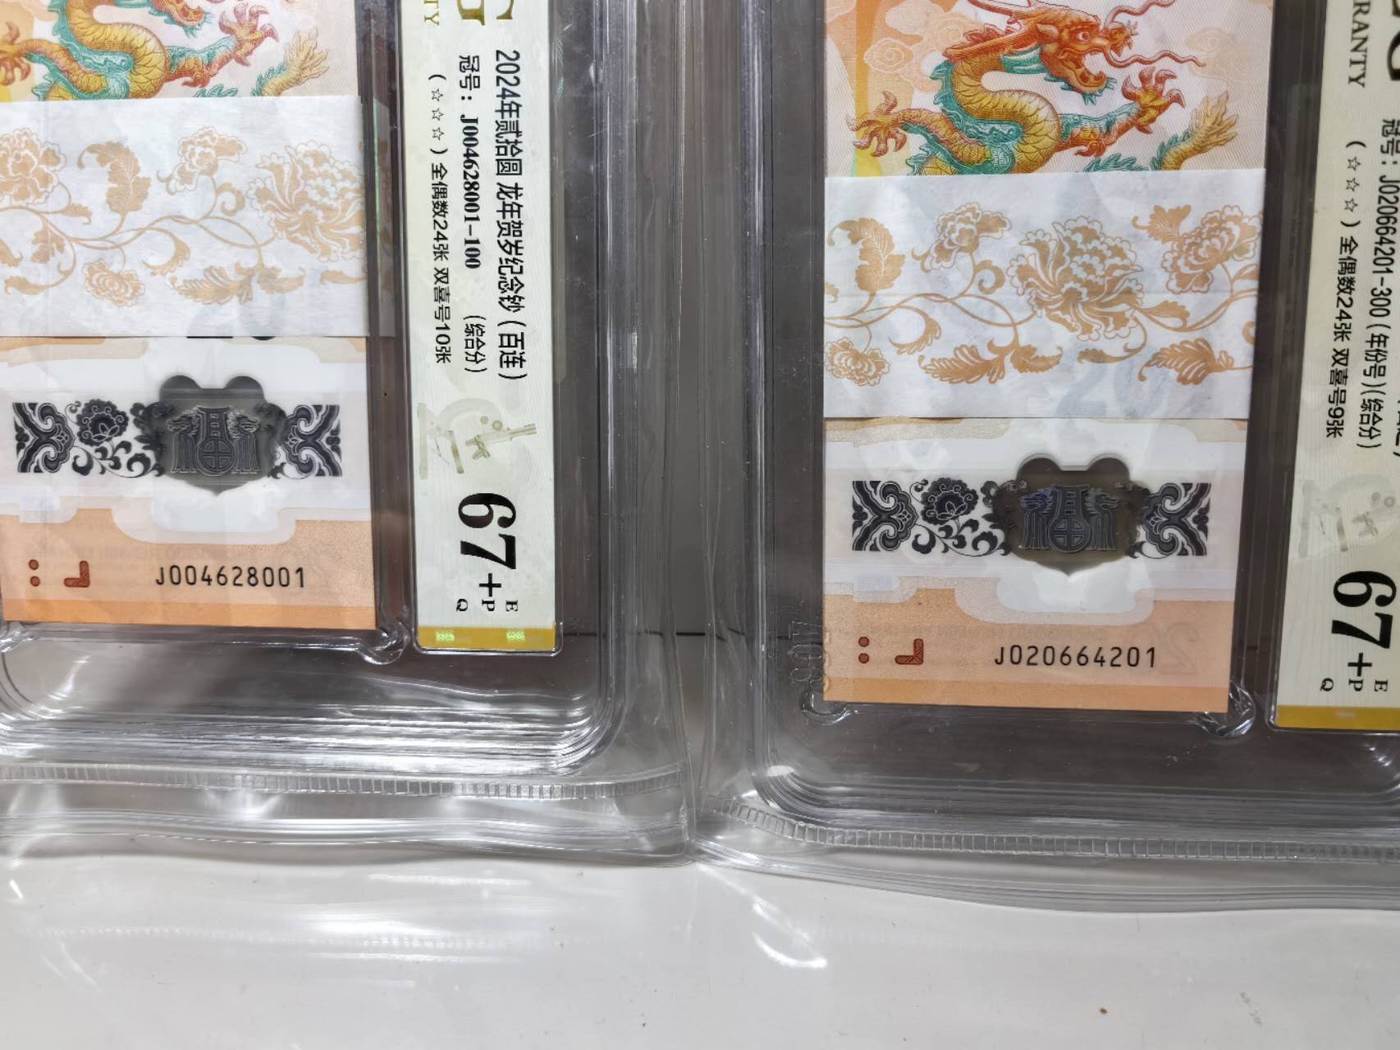 2024年贰拾圆 龙年贺岁纪念钞（百连）
冠号：J004628001-100 （综合分）
（☆☆☆）全偶数24张 双喜号10张
67+
E
P
Q
J004628001
RANTY
冠号：J020664201-300（年份号）（综合分）
（☆☆☆）全偶数24张 双喜号9张
67+
E
P
Q
福
福
J020664201